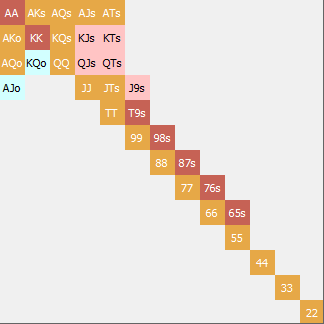 AA AKs AQs AJs ATs
AKo KK KQs KJs KTs
AQo KQo QQ QJs QTs
AJo JJ JTs J9s
TT T9s
99 98s
88 87s
77 76s
66 65s
55
44
33
22